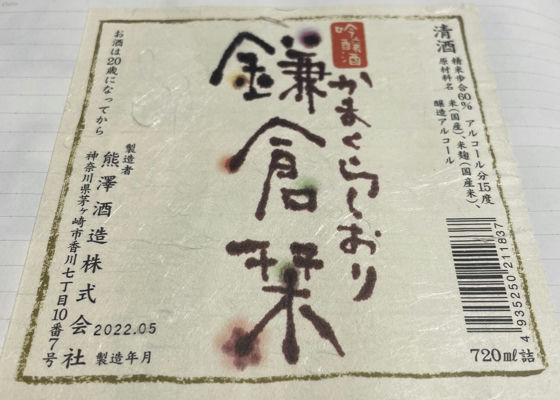 清酒
精米歩合60% アルコール分15度
原材料名 米(国産)、米麹(国産米)、
醸造アルコール
吟醸酒
かまくらしおり
鎌倉栞
製造者
熊澤酒造株式会社
神奈川県茅ヶ崎市香川七丁目10番7号
お酒は20歳になってから
2022.05
製造年月
4 935250 211837
720ml詰